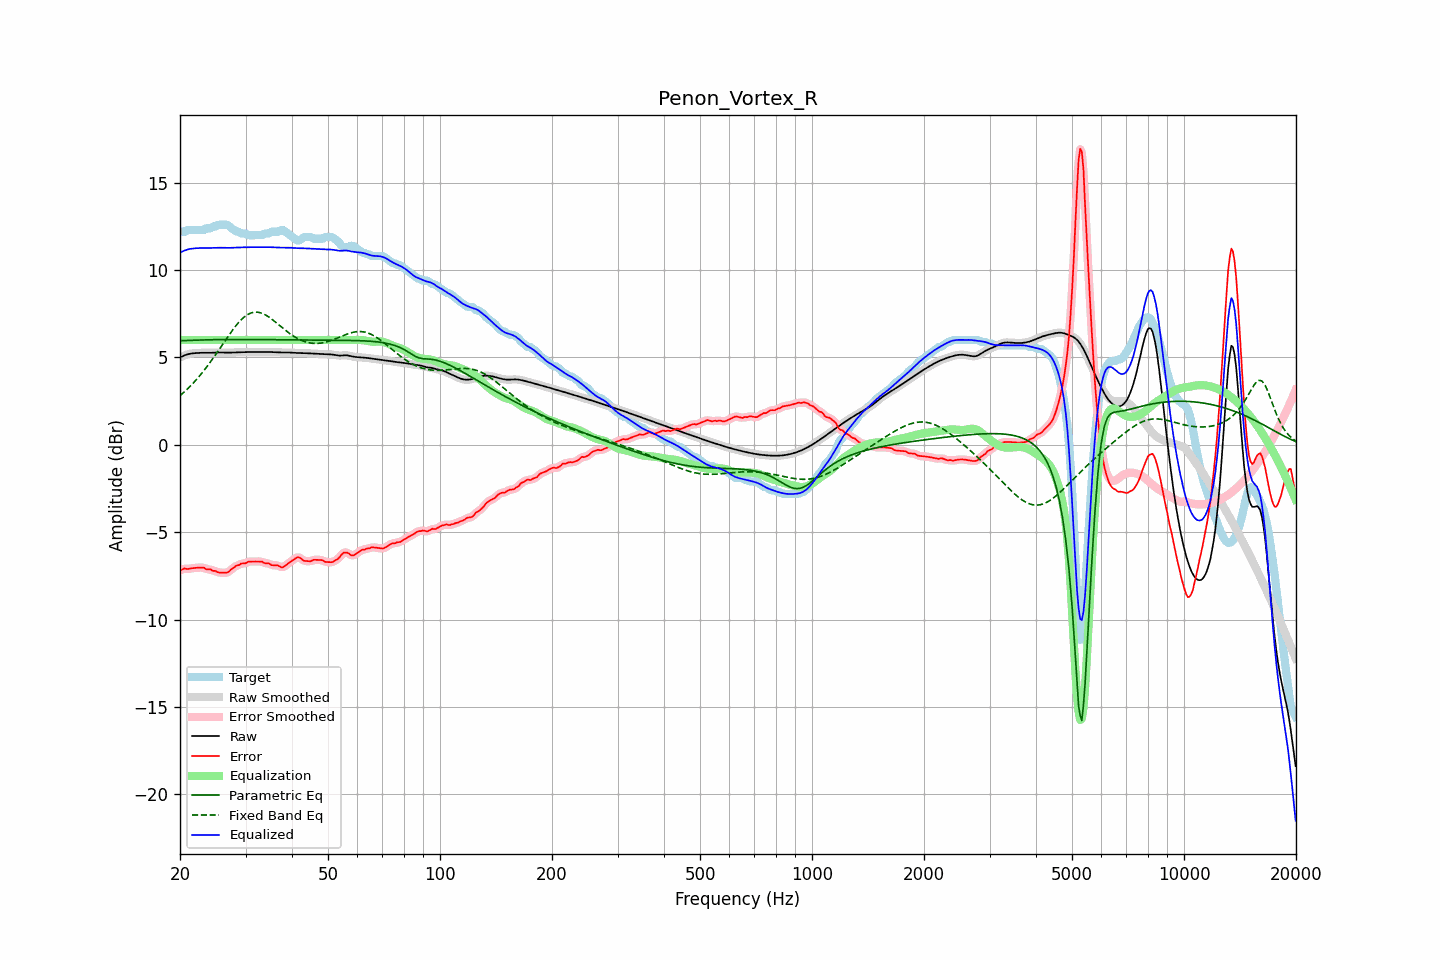 Penon_Vortex_R
Amplitude (dBr)
15
10
5
0
−5
−10
−15
−20
Target
Raw Smoothed
Error Smoothed
Raw
Error
Equalization
Parametric Eq
Fixed Band Eq
Equalized
20 50 100 200 500 1000 2000 5000 10000 20000
Frequency (Hz)